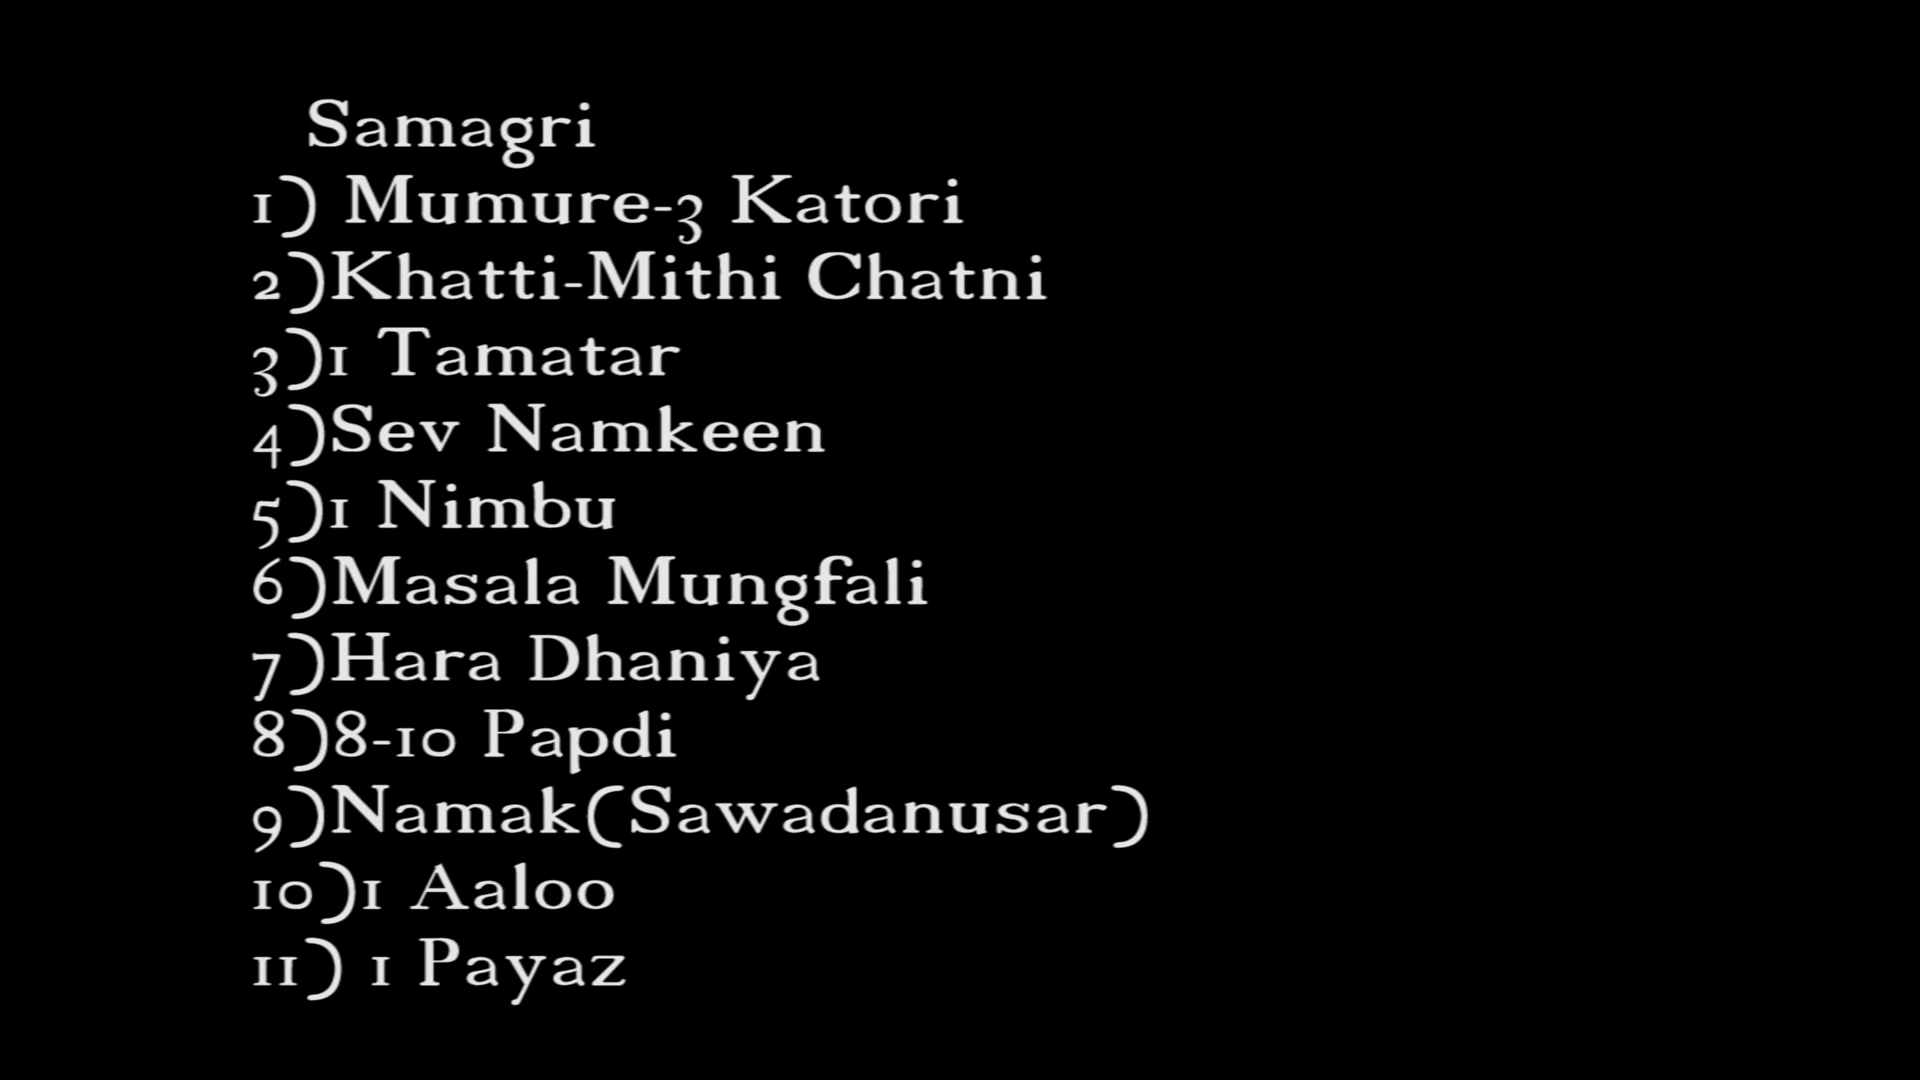 Samagri
1) Mumure-3 Katori
2)Khatti-Mithi Chatni
3)1 Tamatar
4)Sev Namkeen
5)1 Nimbu
6)Masala Mungfali
7)Hara Dhaniya
8)8-10 Papdi
9)Namak(Sawadanusar)
10)1 Aaloo
11) 1 Payaz